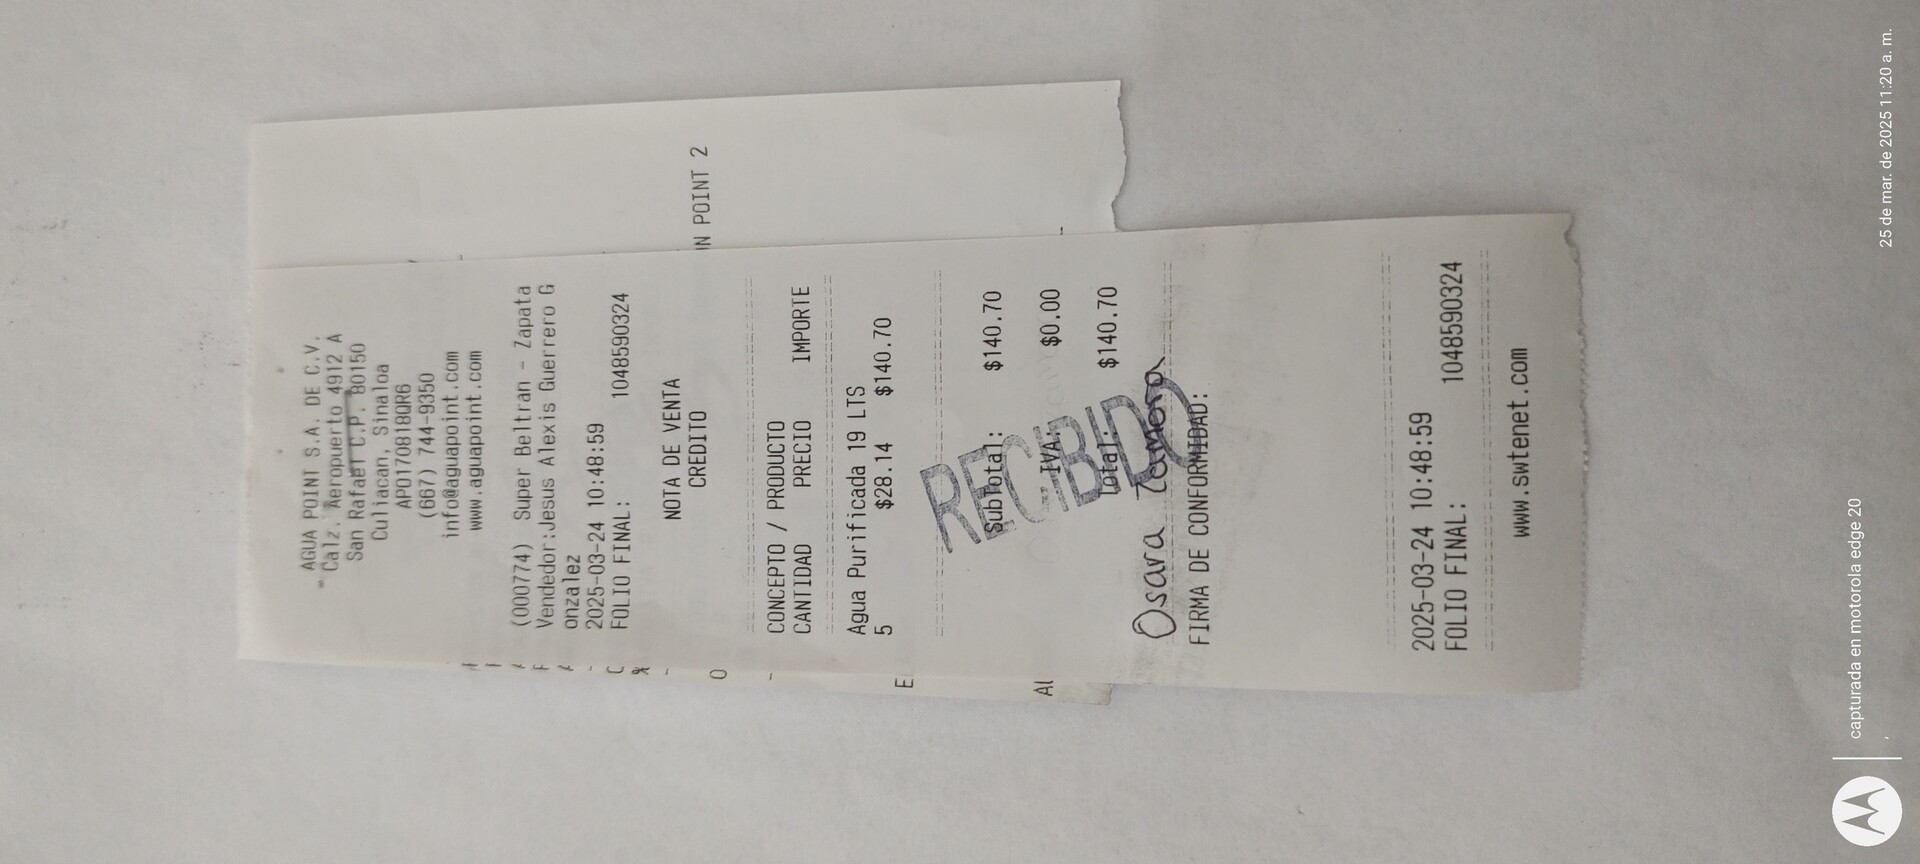 AGUA POINT S.A. DE C.V.
Calz. Aeropuerto 4912 A
San Rafael C.P. 80150
Culiacan, Sinaloa
APO170818QR6
(667) 744-9350
info@aguapoint.com
www.aguapoint.com
(000774) Super Beltran - Zapata
Vendedor:Jesus Alexis Guerrero G
onzalez
2025-03-24 10:48:59
FOLIO FINAL: 1048590324
NOTA DE VENTA
CREDITO
CONCEPTO / PRODUCTO
CANTIDAD PRECIO IMPORTE
Agua Purificada 19 LTS
5 $28.14 $140.70
RECIBIDO
SubTotal: $140.70
IVA: $0.00
Total: $140.70
Osara Zamora
FIRMA DE CONFORMIDAD:
2025-03-24 10:48:59
FOLIO FINAL: 1048590324
www.swtenet.com
N POINT 2
capturada en motorola edge 20
25 de mar. de 2025 11:20 a. m.